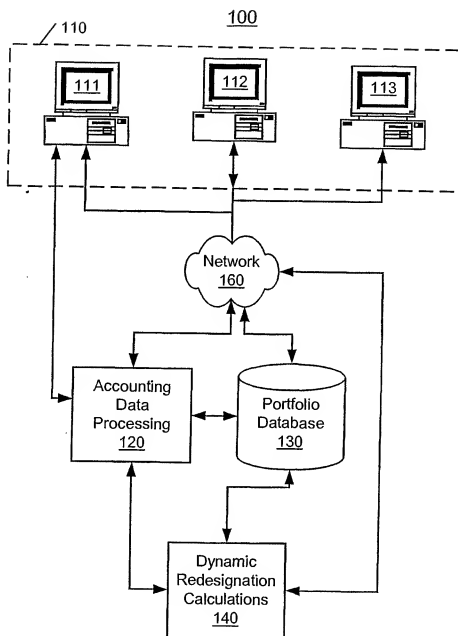 100
110
111
112
113
Network
160
Accounting
Data
Processing
120
Portfolio
Database
130
Dynamic
Redesignation
Calculations
140